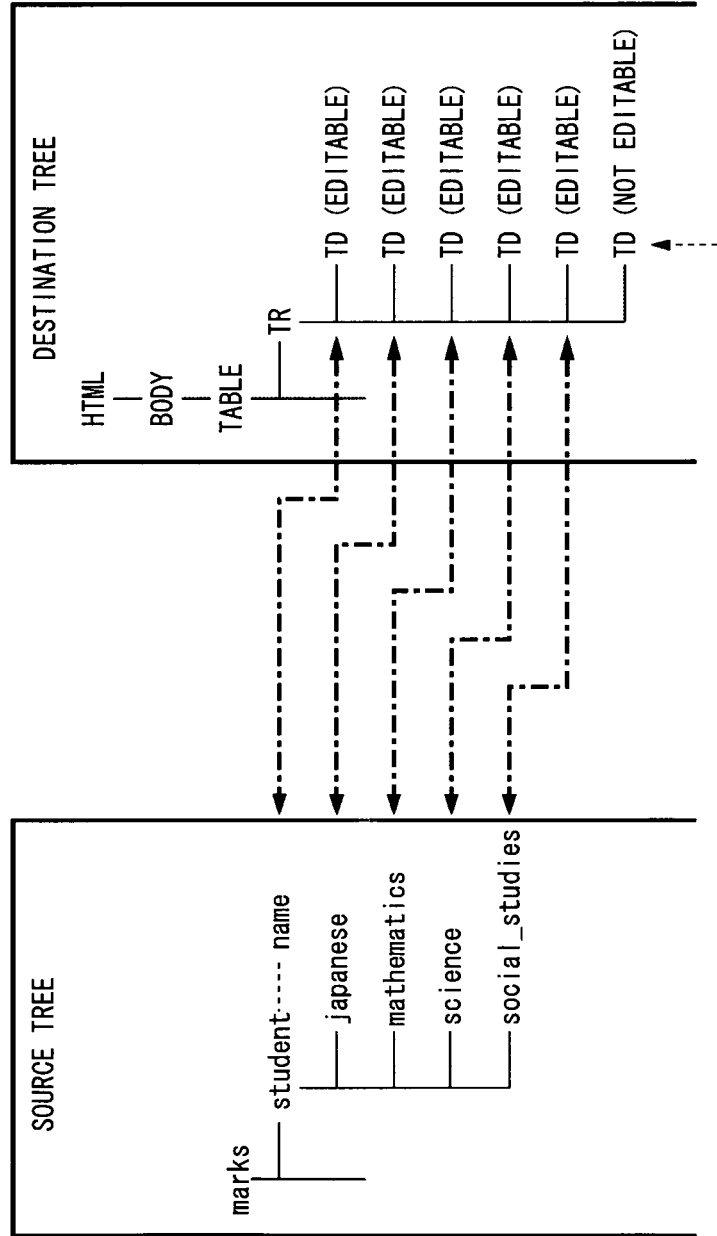 SOURCE TREE
marks
student name
japanese
mathematics
science
social_studies
DESTINATION TREE
HTML
BODY
TABLE
TR
TD (EDITABLE)
TD (EDITABLE)
TD (EDITABLE)
TD (EDITABLE)
TD (EDITABLE)
TD (NOT EDITABLE)